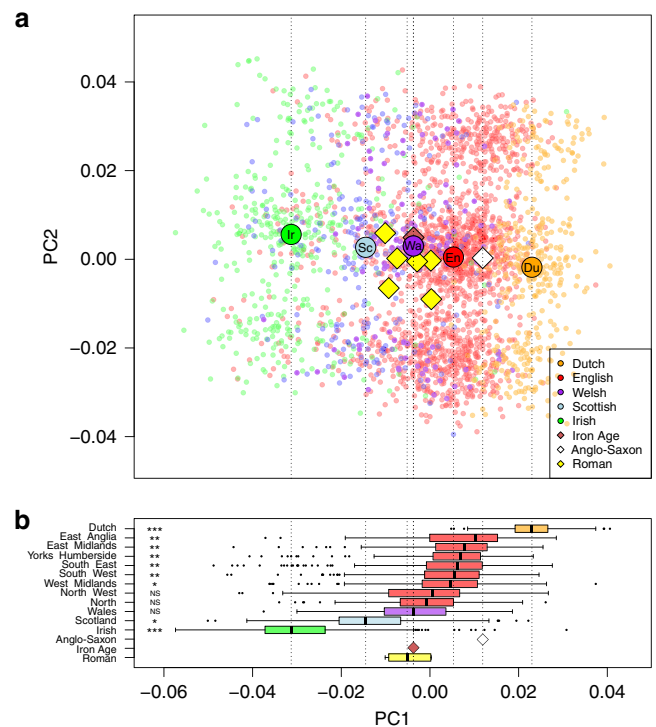 a
0.04
0.02
0.00
−0.02
−0.04
PC2
Ir
Sc
Wa
En
Du
Dutch
English
Welsh
Scottish
Irish
Iron Age
Anglo-Saxon
Roman
b
Dutch ***
East Anglia **
East Midlands **
Yorks Humberside **
South East **
South West **
West Midlands *
North West NS
North NS
Wales NS
Scotland *
Irish ***
Anglo-Saxon
Iron Age
Roman
−0.06 −0.04 −0.02 0.00 0.02 0.04
PC1